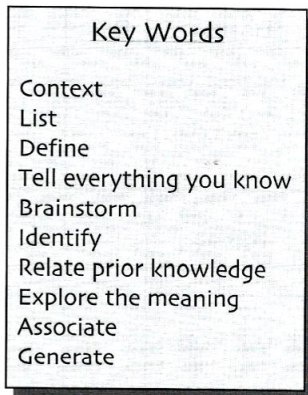 Key Words
Context
List
Define
Tell everything you know
Brainstorm
Identify
Relate prior knowledge
Explore the meaning
Associate
Generate